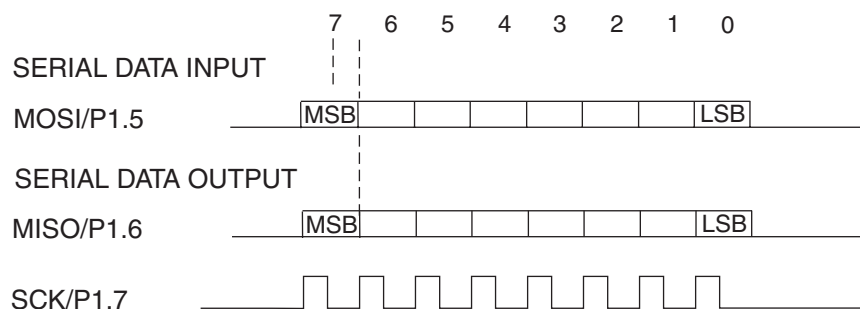 7 6 5 4 3 2 1 0
SERIAL DATA INPUT
MOSI/P1.5 MSB LSB
SERIAL DATA OUTPUT
MISO/P1.6 MSB LSB
SCK/P1.7